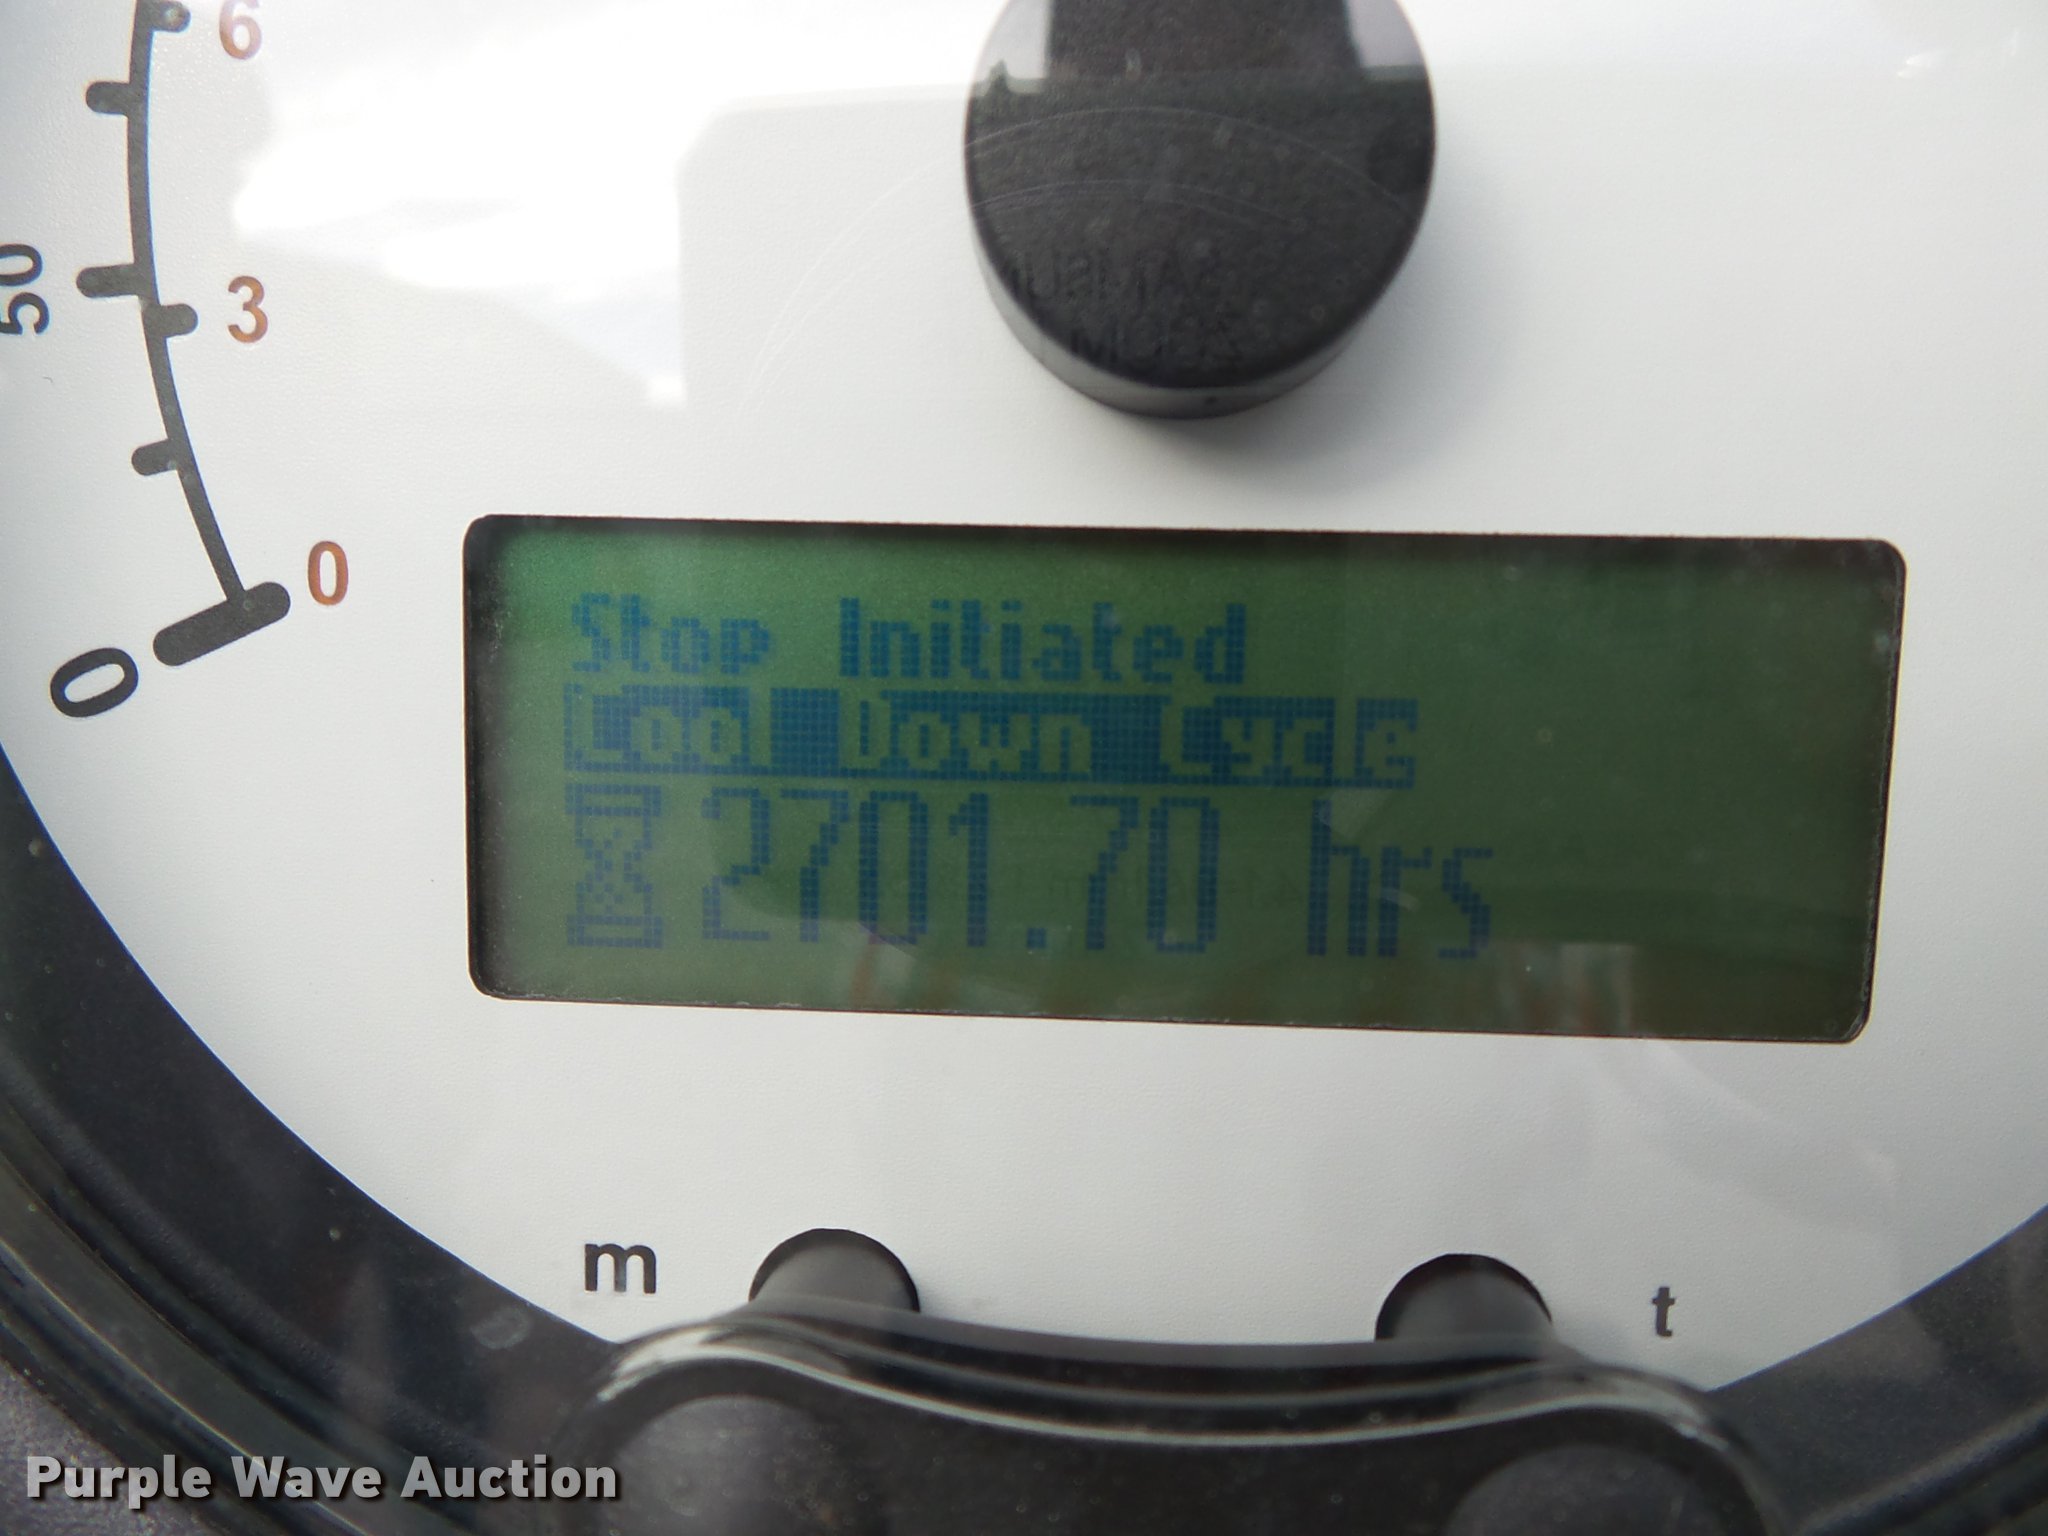 6
50
3
0
0
Stop Initiated
Cool Down Cycle
2701.70 hrs
m
t
Purple Wave Auction